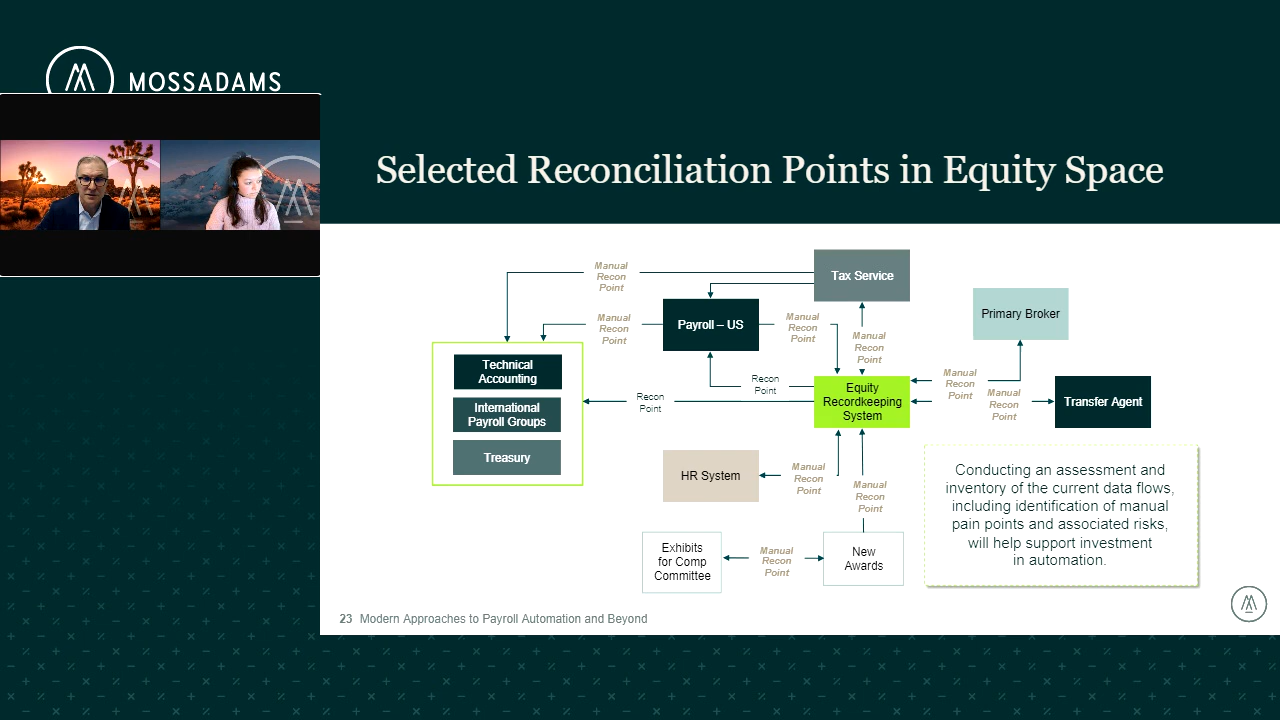 MOSSADAMS
Selected Reconciliation Points in Equity Space
Manual
Recon
Point
Tax Service
Manual
Recon
Point
Payroll – US
Manual
Recon
Point
Manual
Recon
Point
Primary Broker
Technical
Accounting
International
Payroll Groups
Treasury
Recon
Point
Recon
Point
Equity
Recordkeeping
System
Manual
Recon
Point
Manual
Recon
Point
Transfer Agent
HR System
Manual
Recon
Point
Manual
Recon
Point
Conducting an assessment and
inventory of the current data flows,
including identification of manual
pain points and associated risks,
will help support investment
in automation.
Exhibits
for Comp
Committee
Manual
Recon
Point
New
Awards
23 Modern Approaches to Payroll Automation and Beyond